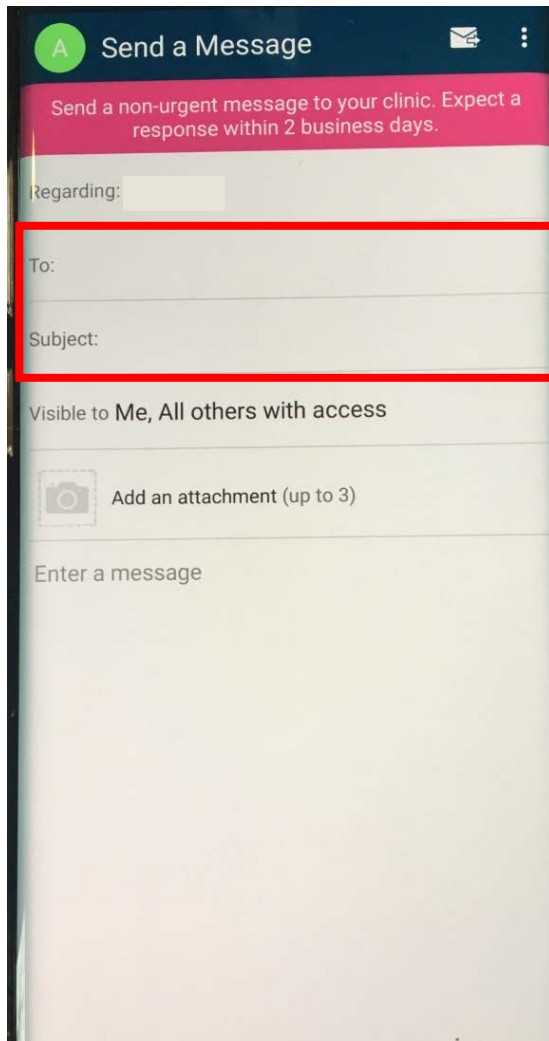 A
Send a Message
Send a non-urgent message to your clinic. Expect a
response within 2 business days.
Regarding:
To:
Subject:
Visible to Me, All others with access
Add an attachment (up to 3)
Enter a message